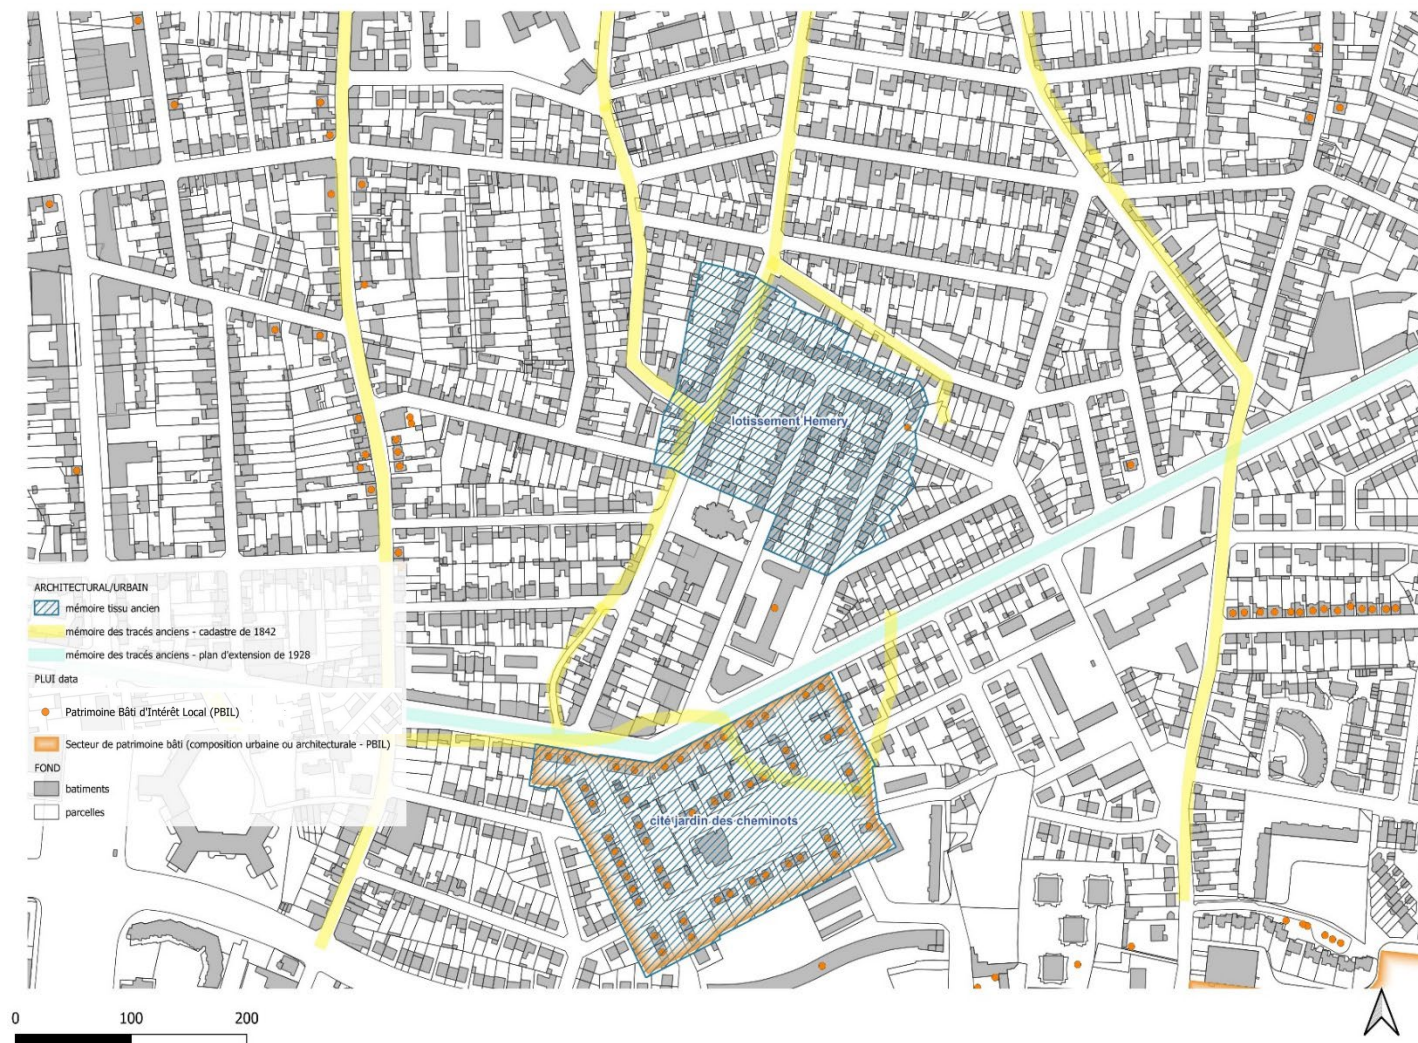 lotissement Hemery
ARCHITECTURAL/URBAIN
mémoire tissu ancien
mémoire des tracés anciens - cadastre de 1842
mémoire des tracés anciens - plan d'extension de 1928
PLUI data
Patrimoine Bâti d'Intérêt Local (PBIL)
Secteur de patrimoine bâti (composition urbaine ou architecturale - PBIL)
FOND
batiments
parcelles
cité jardin des cheminots
0 100 200